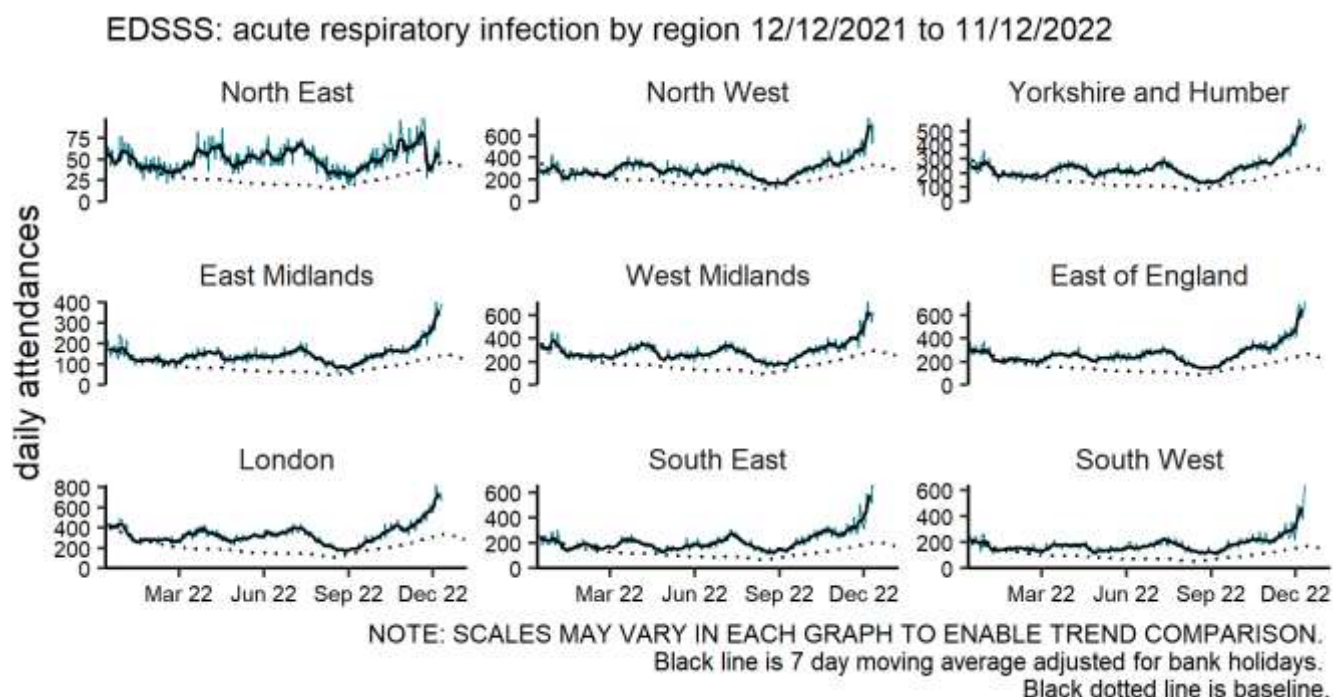 EDSSS: acute respiratory infection by region 12/12/2021 to 11/12/2022
daily attendances
North East
75
50
25
0
North West
600
400
200
0
Yorkshire and Humber
500
400
300
200
100
0
East Midlands
400
300
200
100
0
West Midlands
600
400
200
0
East of England
600
400
200
0
London
800
600
400
200
0
Mar 22 Jun 22 Sep 22 Dec 22
South East
600
400
200
0
Mar 22 Jun 22 Sep 22 Dec 22
South West
600
400
200
0
Mar 22 Jun 22 Sep 22 Dec 22
NOTE: SCALES MAY VARY IN EACH GRAPH TO ENABLE TREND COMPARISON.
Black line is 7 day moving average adjusted for bank holidays.
Black dotted line is baseline.